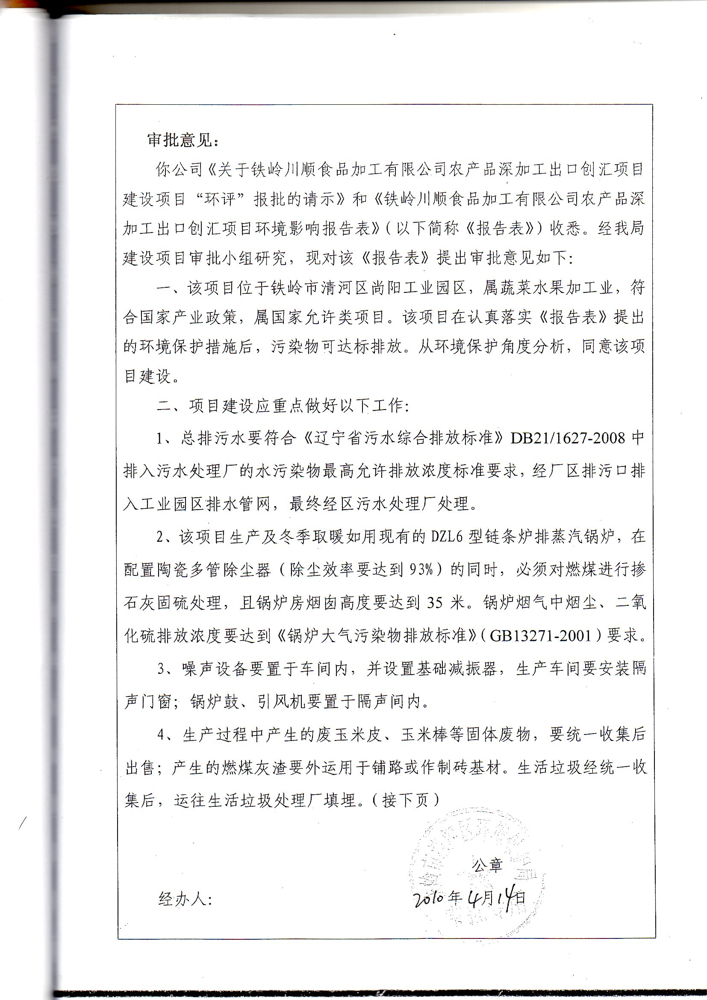 审批意见：
你公司《关于铁岭川顺食品加工有限公司农产品深加工出口创汇项目
建设项目“环评”报批的请示》和《铁岭川顺食品加工有限公司农产品深
加工出口创汇项目环境影响报告表》（以下简称《报告表》）收悉。经我局
建设项目审批小组研究，现对该《报告表》提出审批意见如下：
一、该项目位于铁岭市清河区尚阳工业园区，属蔬菜水果加工业，符
合国家产业政策，属国家允许类项目。该项目在认真落实《报告表》提出
的环境保护措施后，污染物可达标排放。从环境保护角度分析，同意该项
目建设。
二、项目建设应重点做好以下工作：
1、总排污水要符合《辽宁省污水综合排放标准》DB21/1627-2008 中
排入污水处理厂的水污染物最高允许排放浓度标准要求，经厂区排污口排
入工业园区排水管网，最终经区污水处理厂处理。
2、该项目生产及冬季取暖如用现有的 DZL6 型链条炉排蒸汽锅炉，在
配置陶瓷多管除尘器（除尘效率要达到 93%）的同时，必须对燃煤进行掺
石灰固硫处理，且锅炉房烟囱高度要达到 35 米。锅炉烟气中烟尘、二氧
化硫排放浓度要达到《锅炉大气污染物排放标准》（GB13271-2001）要求。
3、噪声设备要置于车间内，并设置基础减振器，生产车间要安装隔
声门窗；锅炉鼓、引风机要置于隔声间内。
4、生产过程中产生的废玉米皮、玉米棒等固体废物，要统一收集后
出售；产生的燃煤灰渣要外运用于铺路或作制砖基材。生活垃圾经统一收
集后，运往生活垃圾处理厂填埋。（接下页）
公章
经办人： 2010年4月14日